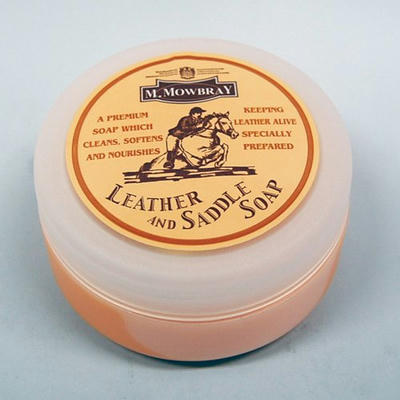 M. MOWBRAY
A PREMIUM
SOAP WHICH
CLEANS, SOFTENS
AND NOURISHES
KEEPING
LEATHER ALIVE
SPECIALLY
PREPARED
LEATHER
AND SADDLE
SOAP